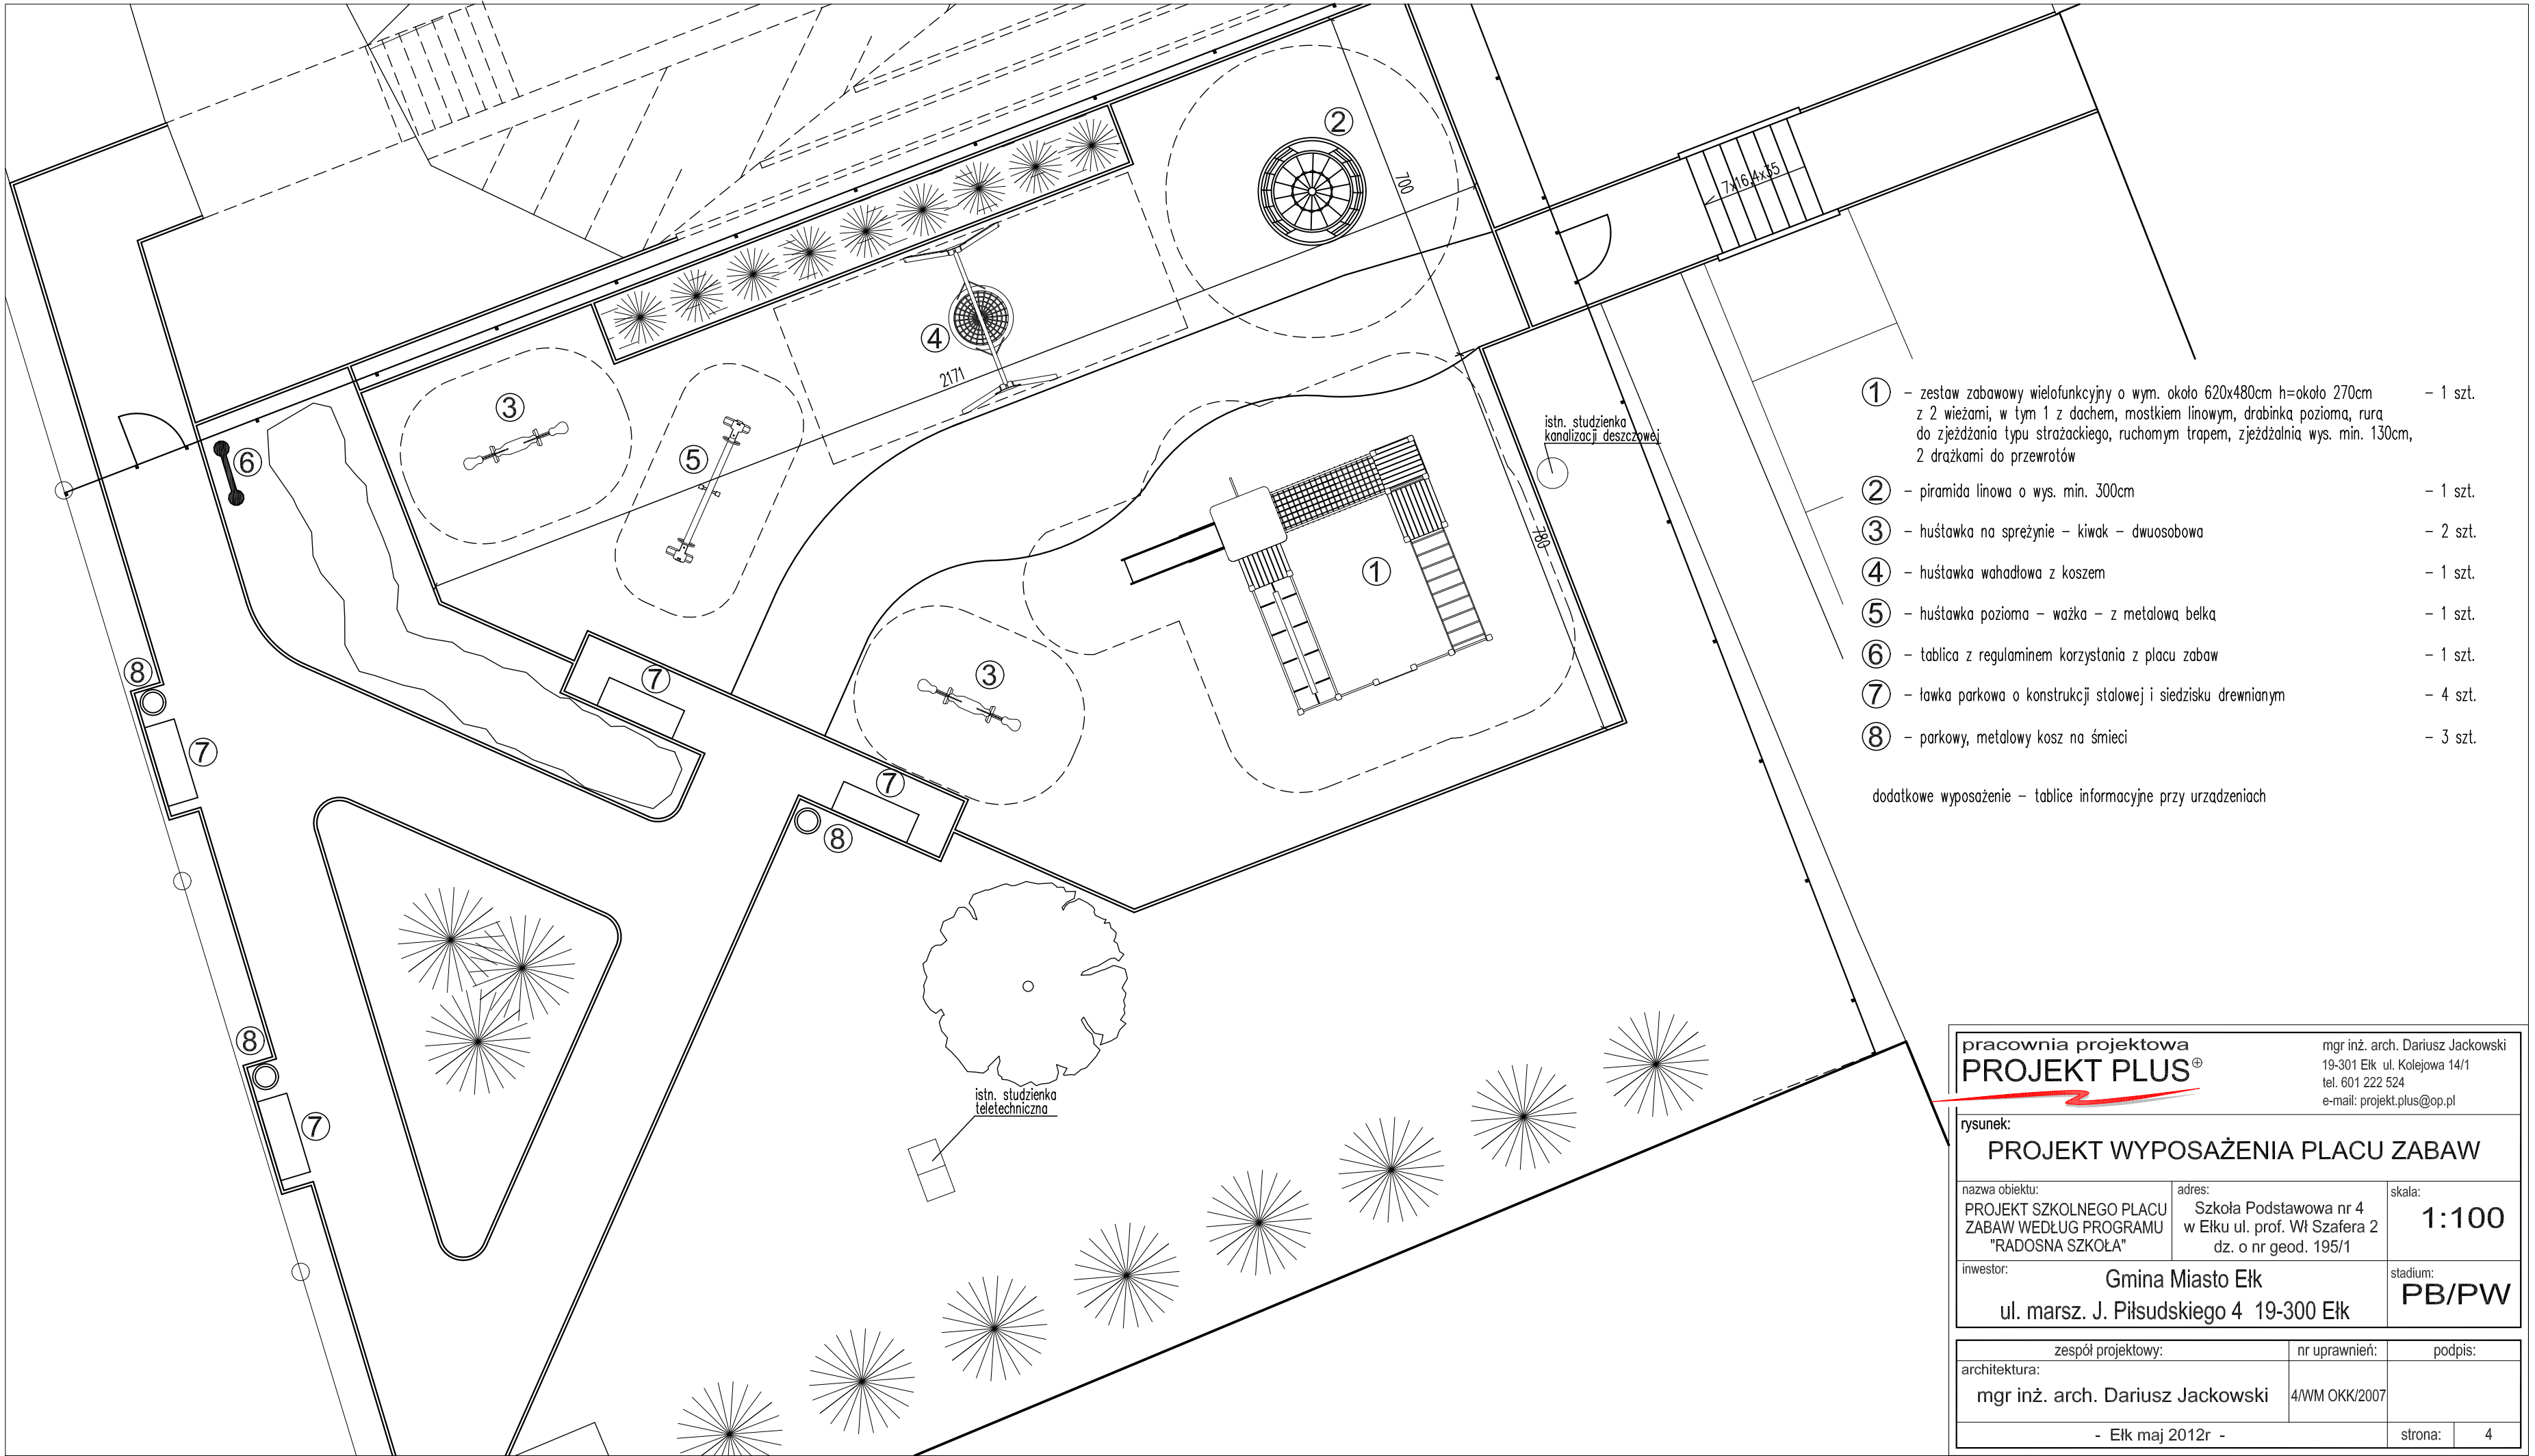 2
700
7x16,4x35
4
2171
3
5
6
istn. studzienka
kanalizacji deszczowej
780
1
3
7
7
8
8
7
8
7
istn. studzienka
teletechniczna
1 – zestaw zabawowy wielofunkcyjny o wym. około 620x480cm h=około 270cm – 1 szt.
z 2 wieżami, w tym 1 z dachem, mostkiem linowym, drabinką poziomą, rurą
do zjeżdżania typu strażackiego, ruchomym trapem, zjeżdżalnią wys. min. 130cm,
2 drążkami do przewrotów
2 – piramida linowa o wys. min. 300cm – 1 szt.
3 – huśtawka na sprężynie – kiwak – dwuosobowa – 2 szt.
4 – huśtawka wahadłowa z koszem – 1 szt.
5 – huśtawka pozioma – ważka – z metalową belką – 1 szt.
6 – tablica z regulaminem korzystania z placu zabaw – 1 szt.
7 – ławka parkowa o konstrukcji stalowej i siedzisku drewnianym – 4 szt.
8 – parkowy, metalowy kosz na śmieci – 3 szt.
dodatkowe wyposażenie – tablice informacyjne przy urządzeniach
pracownia projektowa
PROJEKT PLUS
mgr inż. arch. Dariusz Jackowski
19-301 Ełk ul. Kolejowa 14/1
tel. 601 222 524
e-mail: projekt.plus@op.pl
rysunek:
PROJEKT WYPOSAŻENIA PLACU ZABAW
nazwa obiektu:
PROJEKT SZKOLNEGO PLACU
ZABAW WEDŁUG PROGRAMU
"RADOSNA SZKOŁA"
adres:
Szkoła Podstawowa nr 4
w Ełku ul. prof. Wł Szafera 2
dz. o nr geod. 195/1
skala:
1:100
inwestor:
Gmina Miasto Ełk
ul. marsz. J. Piłsudskiego 4 19-300 Ełk
stadium:
PB/PW
zespół projektowy: nr uprawnień: podpis:
architektura:
mgr inż. arch. Dariusz Jackowski 4/WM OKK/2007
- Ełk maj 2012r - strona: 4